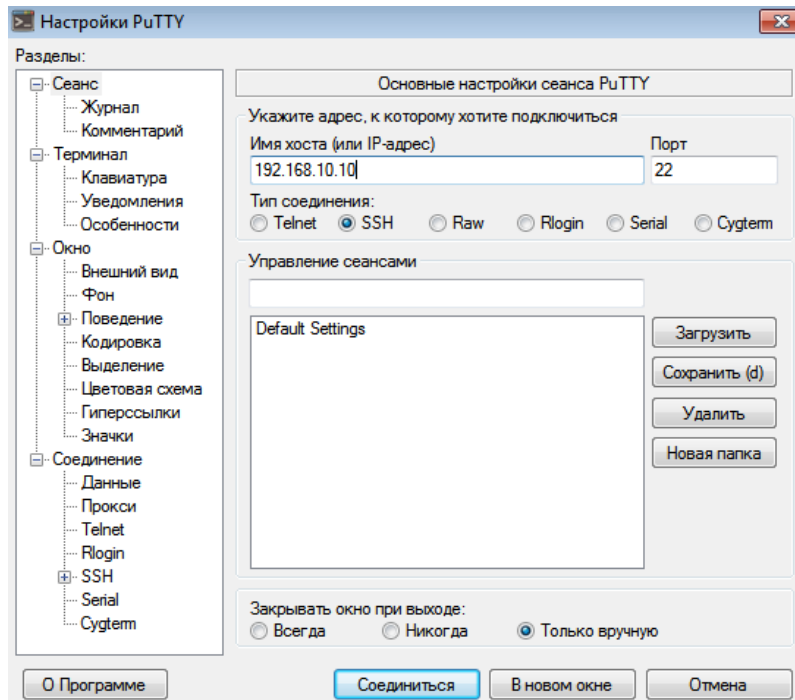 Настройки PuTTY
Разделы:
Сеанс
Журнал
Комментарий
Терминал
Клавиатура
Уведомления
Особенности
Окно
Внешний вид
Фон
Поведение
Кодировка
Выделение
Цветовая схема
Гиперссылки
Значки
Соединение
Данные
Прокси
Telnet
Rlogin
SSH
Serial
Cygterm
Основные настройки сеанса PuTTY
Укажите адрес, к которому хотите подключиться
Имя хоста (или IP-адрес) Порт
192.168.10.10 22
Тип соединения:
Telnet SSH Raw Rlogin Serial Cygterm
Управление сеансами
Default Settings
Загрузить
Сохранить (d)
Удалить
Новая папка
Закрывать окно при выходе:
Всегда Никогда Только вручную
О Программе Соединиться В новом окне Отмена